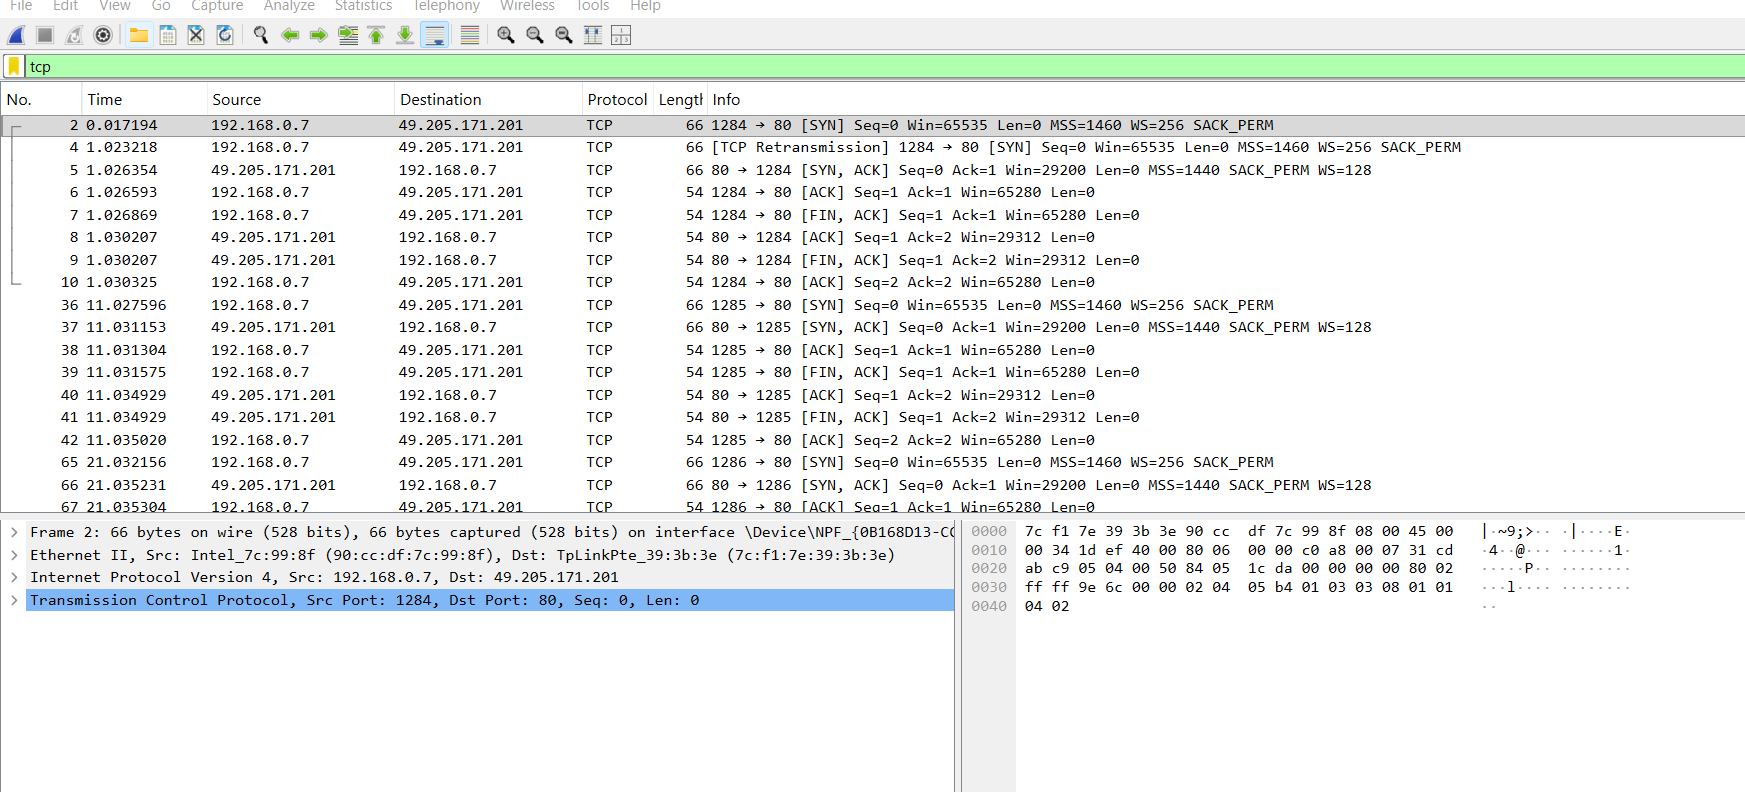 File Edit View Go Capture Analyze Statistics Telephony Wireless Tools Help
tcp
No. Time Source Destination Protocol Length Info
2 0.017194 192.168.0.7 49.205.171.201 TCP 66 1284 → 80 [SYN] Seq=0 Win=65535 Len=0 MSS=1460 WS=256 SACK_PERM
4 1.023218 192.168.0.7 49.205.171.201 TCP 66 [TCP Retransmission] 1284 → 80 [SYN] Seq=0 Win=65535 Len=0 MSS=1460 WS=256 SACK_PERM
5 1.026354 49.205.171.201 192.168.0.7 TCP 66 80 → 1284 [SYN, ACK] Seq=0 Ack=1 Win=29200 Len=0 MSS=1440 SACK_PERM WS=128
6 1.026593 192.168.0.7 49.205.171.201 TCP 54 1284 → 80 [ACK] Seq=1 Ack=1 Win=65280 Len=0
7 1.026869 192.168.0.7 49.205.171.201 TCP 54 1284 → 80 [FIN, ACK] Seq=1 Ack=1 Win=65280 Len=0
8 1.030207 49.205.171.201 192.168.0.7 TCP 54 80 → 1284 [ACK] Seq=1 Ack=2 Win=29312 Len=0
9 1.030207 49.205.171.201 192.168.0.7 TCP 54 80 → 1284 [FIN, ACK] Seq=1 Ack=2 Win=29312 Len=0
10 1.030325 192.168.0.7 49.205.171.201 TCP 54 1284 → 80 [ACK] Seq=2 Ack=2 Win=65280 Len=0
36 11.027596 192.168.0.7 49.205.171.201 TCP 66 1285 → 80 [SYN] Seq=0 Win=65535 Len=0 MSS=1460 WS=256 SACK_PERM
37 11.031153 49.205.171.201 192.168.0.7 TCP 66 80 → 1285 [SYN, ACK] Seq=0 Ack=1 Win=29200 Len=0 MSS=1440 SACK_PERM WS=128
38 11.031304 192.168.0.7 49.205.171.201 TCP 54 1285 → 80 [ACK] Seq=1 Ack=1 Win=65280 Len=0
39 11.031575 192.168.0.7 49.205.171.201 TCP 54 1285 → 80 [FIN, ACK] Seq=1 Ack=1 Win=65280 Len=0
40 11.034929 49.205.171.201 192.168.0.7 TCP 54 80 → 1285 [ACK] Seq=1 Ack=2 Win=29312 Len=0
41 11.034929 49.205.171.201 192.168.0.7 TCP 54 80 → 1285 [FIN, ACK] Seq=1 Ack=2 Win=29312 Len=0
42 11.035020 192.168.0.7 49.205.171.201 TCP 54 1285 → 80 [ACK] Seq=2 Ack=2 Win=65280 Len=0
65 21.032156 192.168.0.7 49.205.171.201 TCP 66 1286 → 80 [SYN] Seq=0 Win=65535 Len=0 MSS=1460 WS=256 SACK_PERM
66 21.035231 49.205.171.201 192.168.0.7 TCP 66 80 → 1286 [SYN, ACK] Seq=0 Ack=1 Win=29200 Len=0 MSS=1440 SACK_PERM WS=128
67 21.035304 192.168.0.7 49.205.171.201 TCP 54 1286 → 80 [ACK] Seq=1 Ack=1 Win=65280 Len=0
Frame 2: 66 bytes on wire (528 bits), 66 bytes captured (528 bits) on interface \Device\NPF_{0B168D13-CC
Ethernet II, Src: Intel_7c:99:8f (90:cc:df:7c:99:8f), Dst: TpLinkPte_39:3b:3e (7c:f1:7e:39:3b:3e)
Internet Protocol Version 4, Src: 192.168.0.7, Dst: 49.205.171.201
Transmission Control Protocol, Src Port: 1284, Dst Port: 80, Seq: 0, Len: 0
0000 7c f1 7e 39 3b 3e 90 cc df 7c 99 8f 08 00 45 00 |·~9;>·· ·|····E·
0010 00 34 1d ef 40 00 80 06 00 00 c0 a8 00 07 31 cd ·4··@··· ······1·
0020 ab c9 05 04 00 50 84 05 1c da 00 00 00 00 80 02 ·····P·· ········
0030 ff ff 9e 6c 00 00 02 04 05 b4 01 03 03 08 01 01 ···l···· ········
0040 04 02 ··